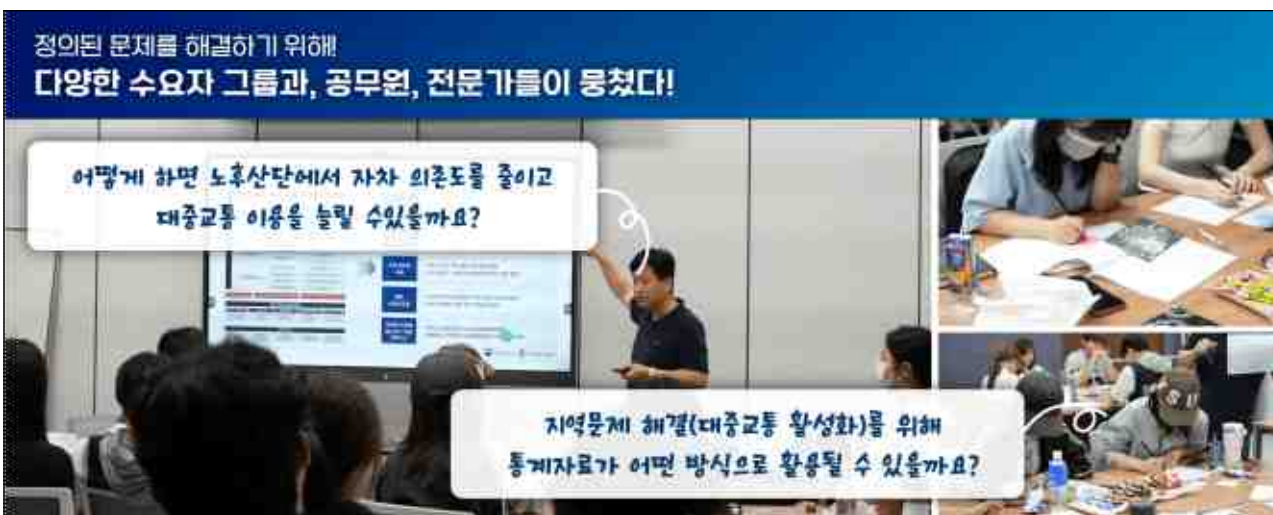 정의된 문제를 해결하기 위해!
다양한 수요자 그룹과, 공무원, 전문가들이 뭉쳤다!
어떻게 하면 노후산단에서 자차 의존도를 줄이고
대중교통 이용을 늘릴 수있을까요?
지역문제 해결(대중교통 활성화)를 위해
통계자료가 어떤 방식으로 활용될 수 있을까요?